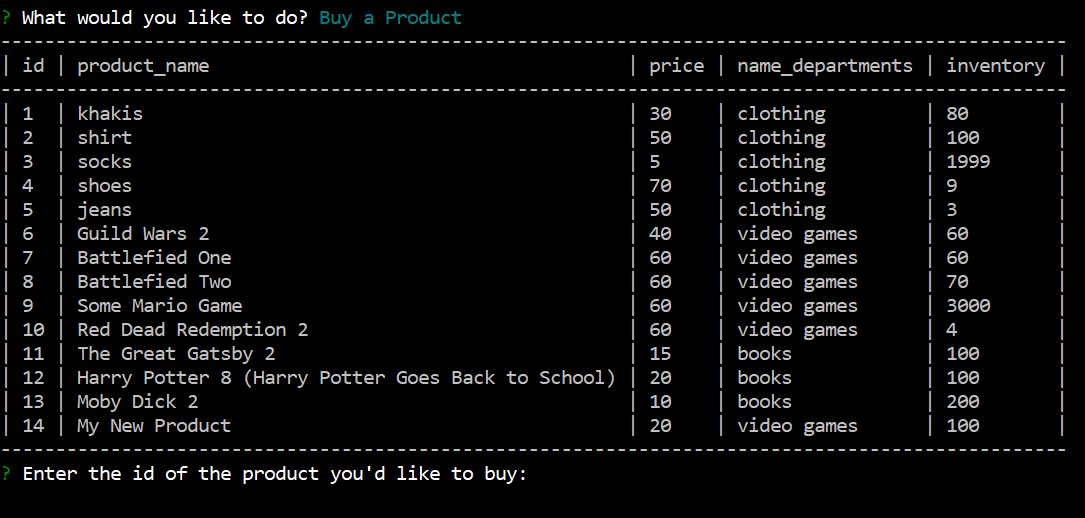 ? What would you like to do? Buy a Product
----------------------------------------------------------------------------------------------------
| id | product_name                                      | price | name_departments | inventory |
----------------------------------------------------------------------------------------------------
| 1  | khakis                                            | 30    | clothing         | 80        |
| 2  | shirt                                             | 50    | clothing         | 100       |
| 3  | socks                                             | 5     | clothing         | 1999      |
| 4  | shoes                                             | 70    | clothing         | 9         |
| 5  | jeans                                             | 50    | clothing         | 3         |
| 6  | Guild Wars 2                                      | 40    | video games      | 60        |
| 7  | Battlefied One                                    | 60    | video games      | 60        |
| 8  | Battlefied Two                                    | 60    | video games      | 70        |
| 9  | Some Mario Game                                   | 60    | video games      | 3000      |
| 10 | Red Dead Redemption 2                             | 60    | video games      | 4         |
| 11 | The Great Gatsby 2                                | 15    | books            | 100       |
| 12 | Harry Potter 8 (Harry Potter Goes Back to School) | 20    | books            | 100       |
| 13 | Moby Dick 2                                       | 10    | books            | 200       |
| 14 | My New Product                                    | 20    | video games      | 100       |
----------------------------------------------------------------------------------------------------
? Enter the id of the product you'd like to buy: